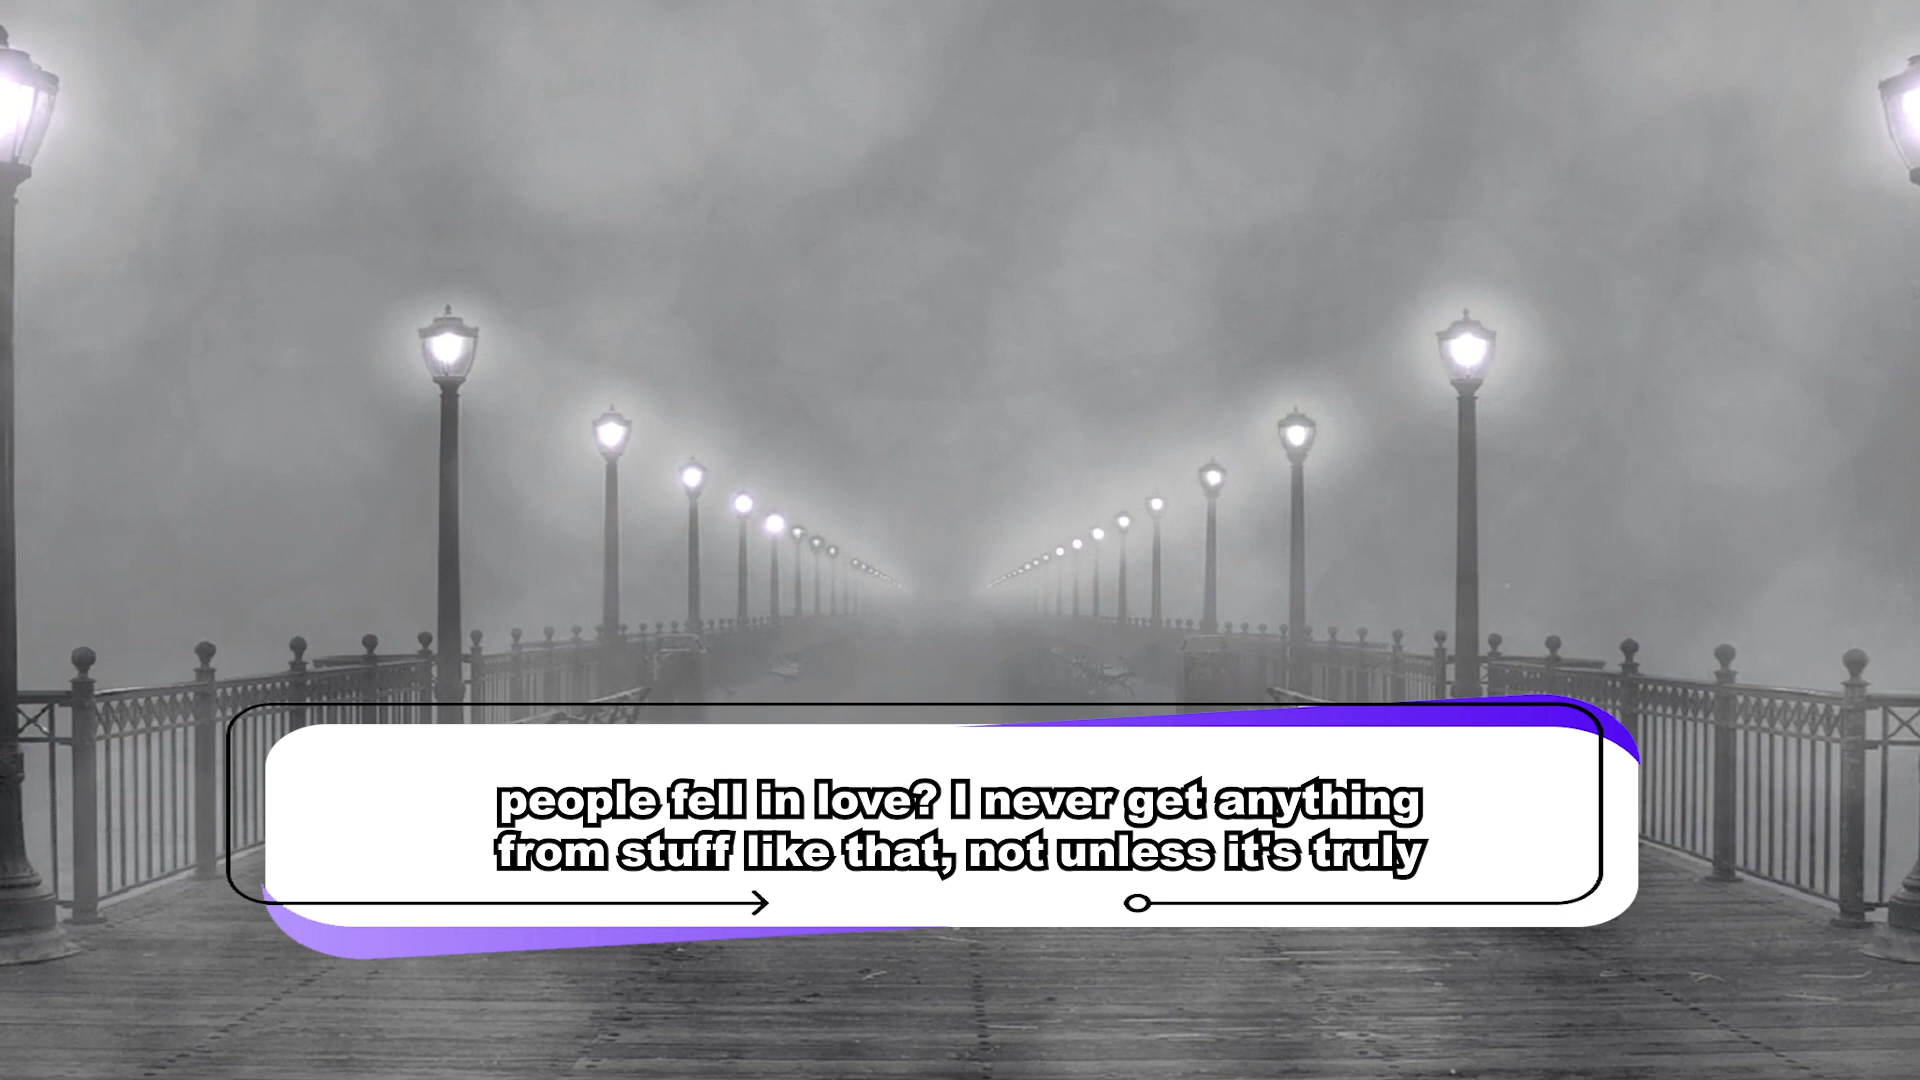 people fell in love? I never get anything
from stuff like that, not unless it's truly